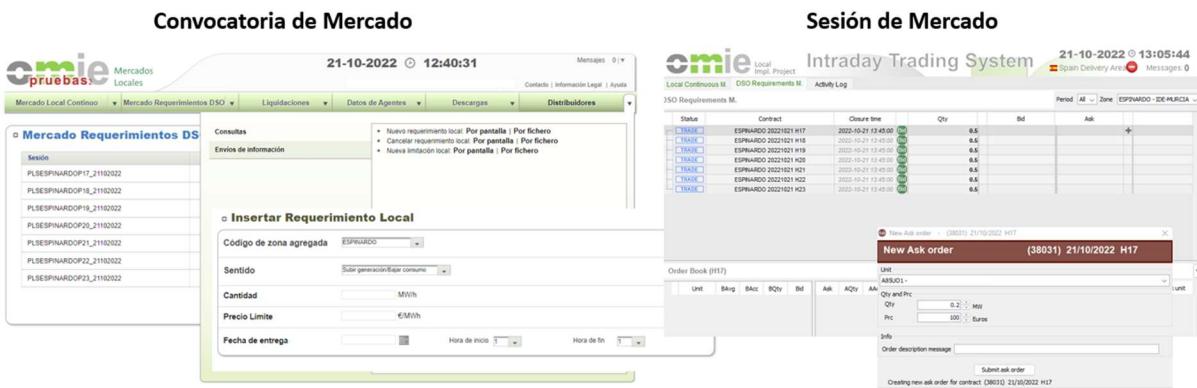 Convocatoria de Mercado
omie
pruebas:
Mercados
Locales
21-10-2022 12:40:31
Mensajes 0
Contacto | Información Legal | Ayuda
Mercado Local Continuo
Mercado Requerimientos DSO
Liquidaciones
Datos de Agentes
Descargas
Distribuidores
Mercado Requerimientos DS
Sesión
PLSESPINARDOP17_21102022
PLSESPINARDOP18_21102022
PLSESPINARDOP19_21102022
PLSESPINARDOP20_21102022
PLSESPINARDOP21_21102022
PLSESPINARDOP22_21102022
PLSESPINARDOP23_21102022
Consultas
Envíos de información
Nuevo requerimiento local: Por pantalla | Por fichero
Cancelar requerimiento local: Por pantalla | Por fichero
Nueva limitación local: Por pantalla | Por fichero
Insertar Requerimiento Local
Código de zona agregada ESPINARDO
Sentido Subir generación/Bajar consumo
Cantidad MW/h
Precio Límite €/MWh
Fecha de entrega Hora de inicio 1 Hora de fin 1
Sesión de Mercado
omie
Local
Impl. Project
Intraday Trading System
21-10-2022 13:05:44
Spain Delivery Area Messages 0
Local Continuous M. DSO Requirements M. Activity Log
DSO Requirements M.
Period All Zone ESPINARDO - IDE-MURCIA
Status Contract Closure time Qty Bid Ask
TRADE ESPINARDO 20221021 H17 2022-10-21 13:45:00 Bid 0.5
TRADE ESPINARDO 20221021 H18 2022-10-21 13:45:00 Bid 0.5
TRADE ESPINARDO 20221021 H19 2022-10-21 13:45:00 Bid 0.5
TRADE ESPINARDO 20221021 H20 2022-10-21 13:45:00 Bid 0.5
TRADE ESPINARDO 20221021 H21 2022-10-21 13:45:00 Bid 0.5
TRADE ESPINARDO 20221021 H22 2022-10-21 13:45:00 Bid 0.5
TRADE ESPINARDO 20221021 H23 2022-10-21 13:45:00 Bid 0.5
Order Book (H17)
Unit BAvg BAcc BQty Bid Ask AQty
unit
New Ask order - (38031) 21/10/2022 H17
New Ask order (38031) 21/10/2022 H17
Unit
Qty and Prc
Qty 0.2 MW
Prc 100 Euros
Info
Order description message
Submit ask order
Creating new ask order for contract (38031) 21/10/2022 H17